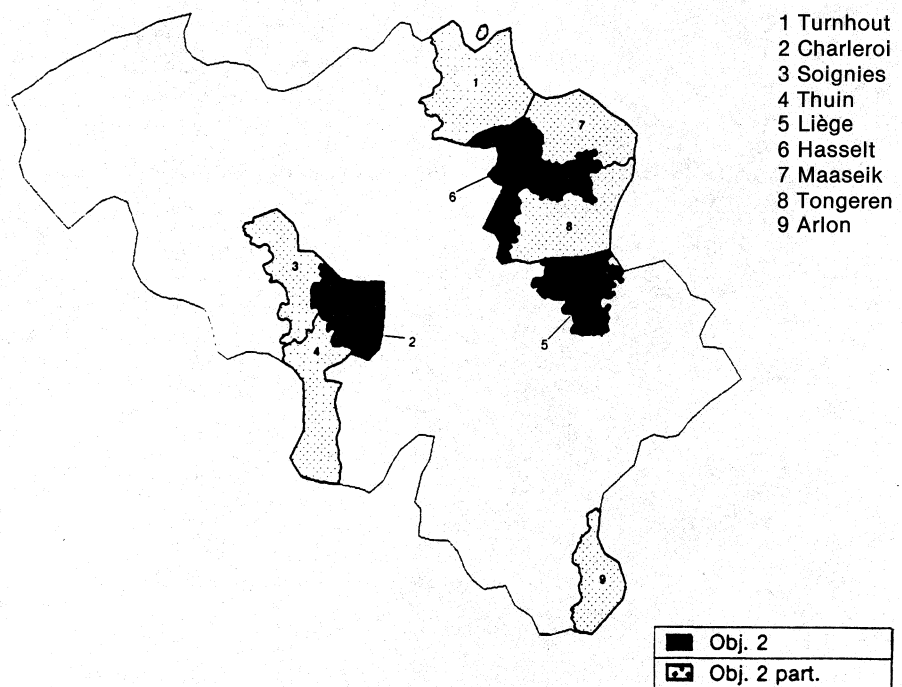 1 Turnhout
2 Charleroi
3 Soignies
4 Thuin
5 Liège
6 Hasselt
7 Maaseik
8 Tongeren
9 Arlon
1
7
6
8
3
5
2
4
9
Obj. 2
Obj. 2 part.